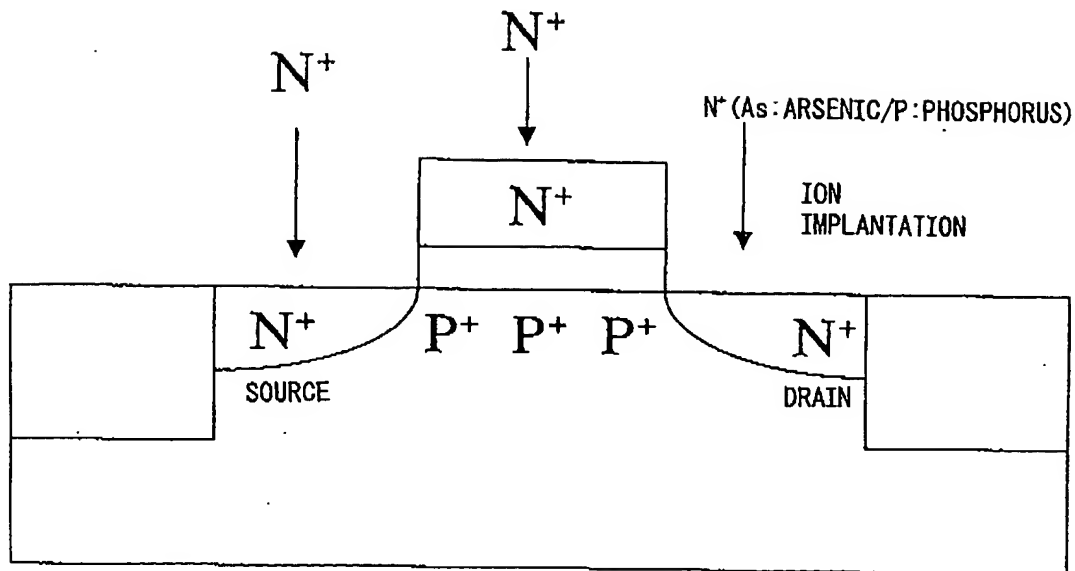 N⁺
N⁺
N⁺(As:ARSENIC/P:PHOSPHORUS)
ION
IMPLANTATION
N⁺
N⁺ P⁺ P⁺ P⁺ N⁺
SOURCE DRAIN